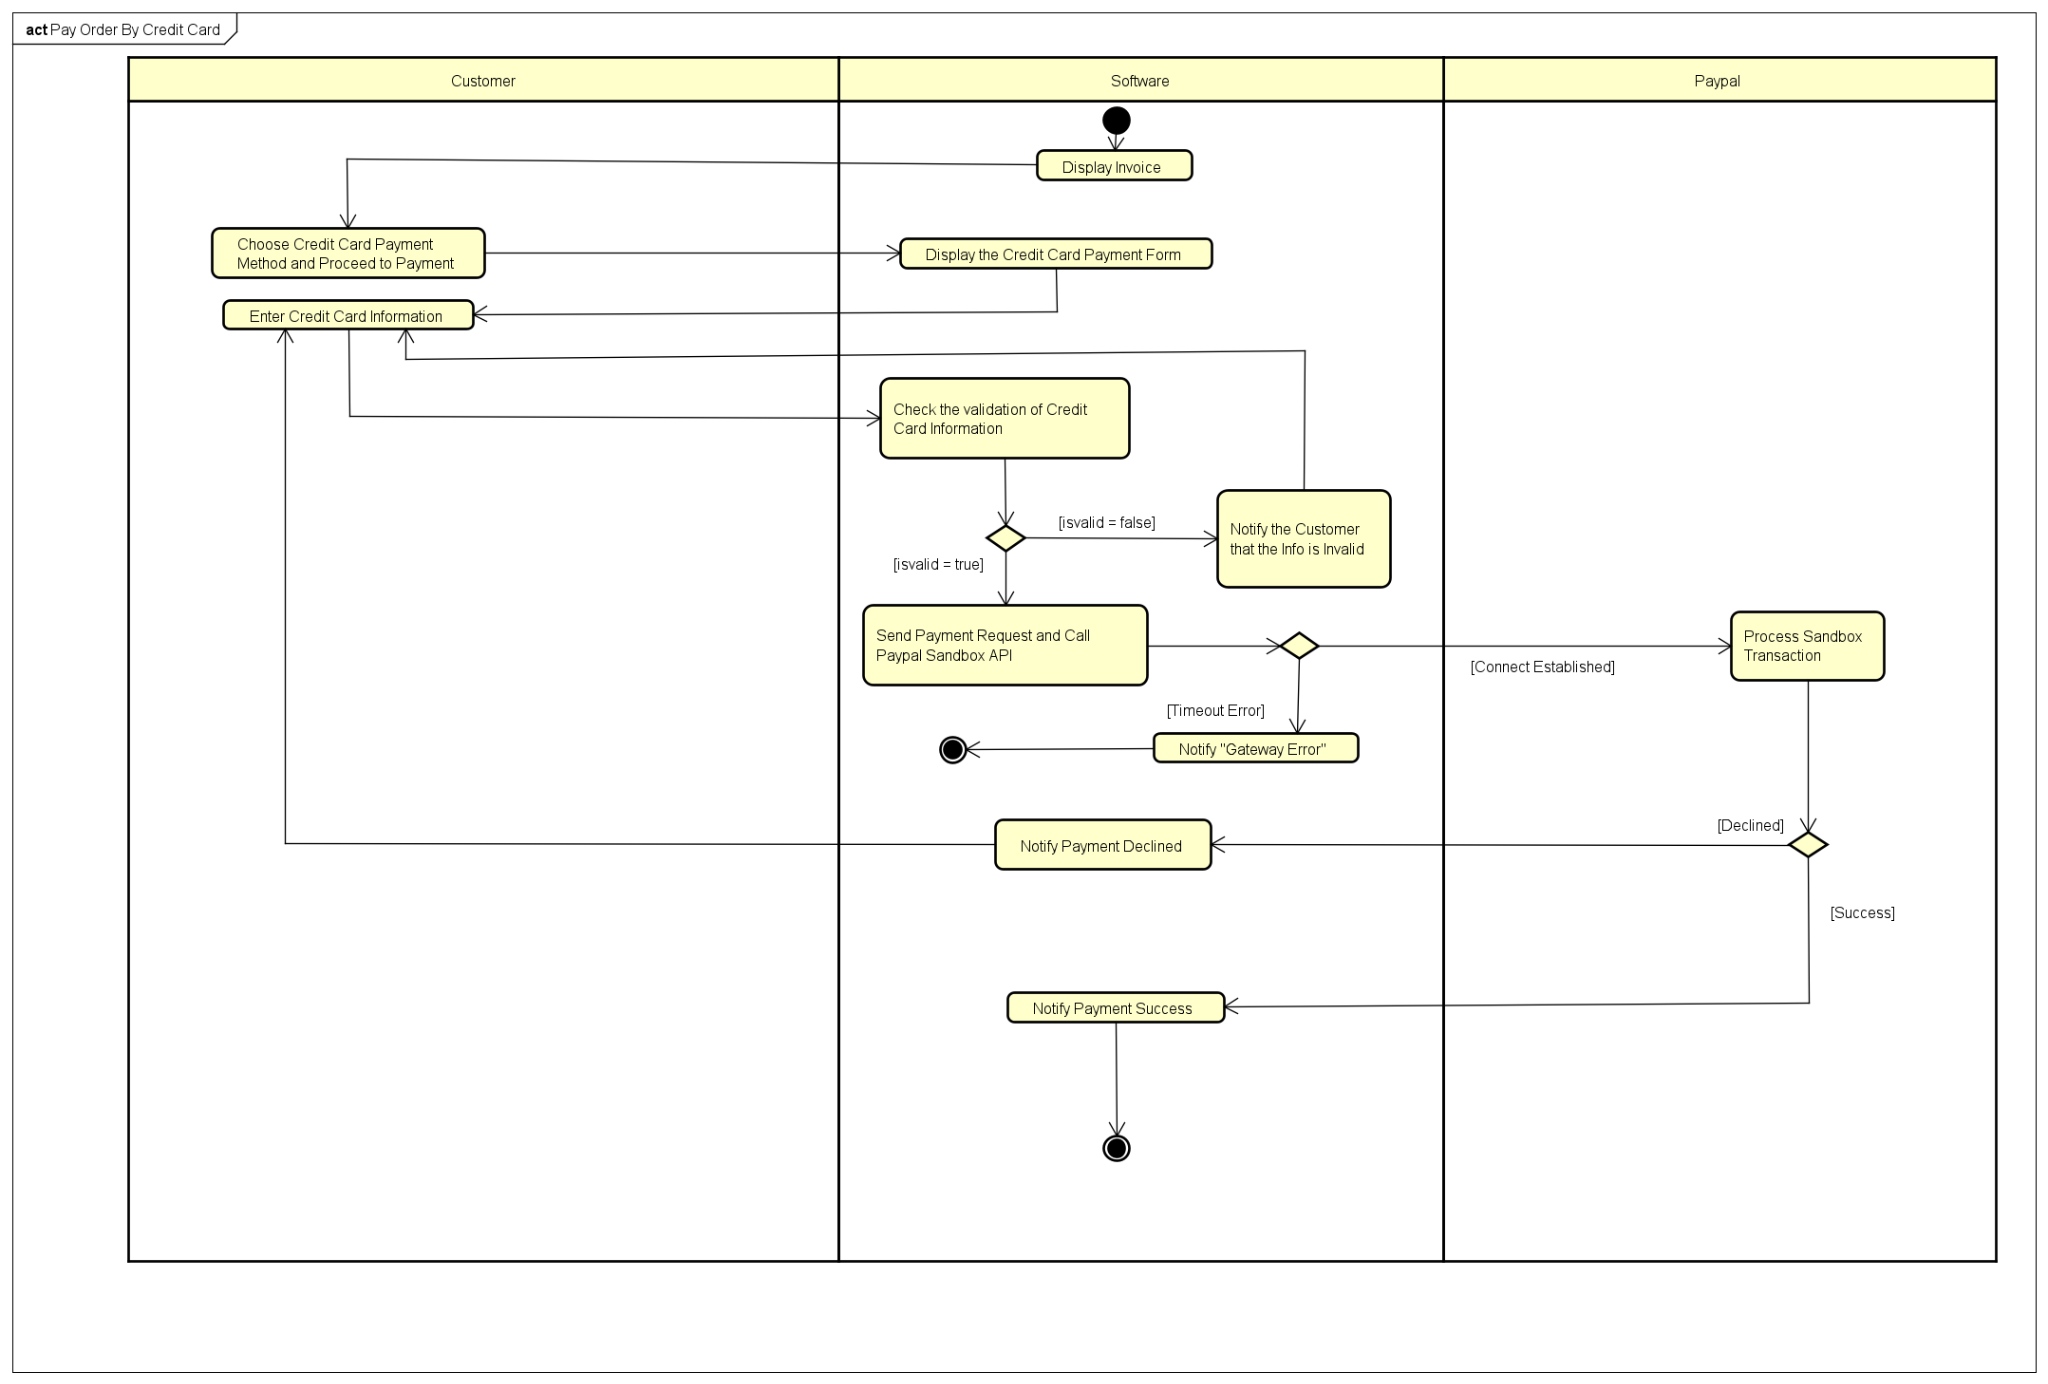 act Pay Order By Credit Card
Customer
Software
Paypal
Display Invoice
Choose Credit Card Payment
Method and Proceed to Payment
Display the Credit Card Payment Form
Enter Credit Card Information
Check the validation of Credit
Card Information
[isvalid = false]
Notify the Customer
that the Info is Invalid
[isvalid = true]
Send Payment Request and Call
Paypal Sandbox API
[Connect Established]
Process Sandbox
Transaction
[Timeout Error]
Notify "Gateway Error"
[Declined]
Notify Payment Declined
[Success]
Notify Payment Success